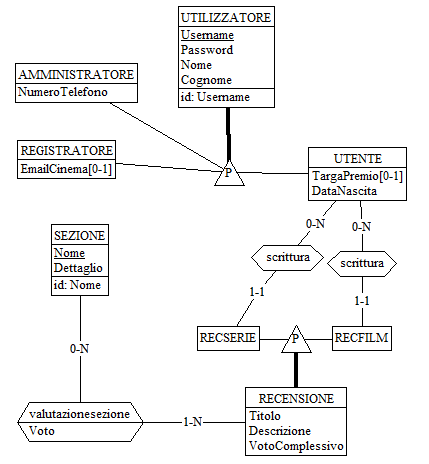 UTILIZZATORE
Username
Password
Nome
Cognome
id: Username
AMMINISTRATORE
NumeroTelefono
REGISTRATORE
EmailCinema[0-1]
P
UTENTE
TargaPremio[0-1]
DataNascita
0-N
0-N
SEZIONE
Nome
Dettaglio
id: Nome
scrittura
scrittura
1-1
1-1
RECSERIE
P
RECFILM
0-N
RECENSIONE
Titolo
Descrizione
VotoComplessivo
valutazionesezione
Voto
1-N